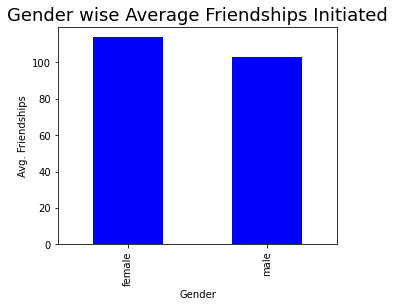 Gender wise Average Friendships Initiated
Avg. Friendships
100
80
60
40
20
0
female
male
Gender